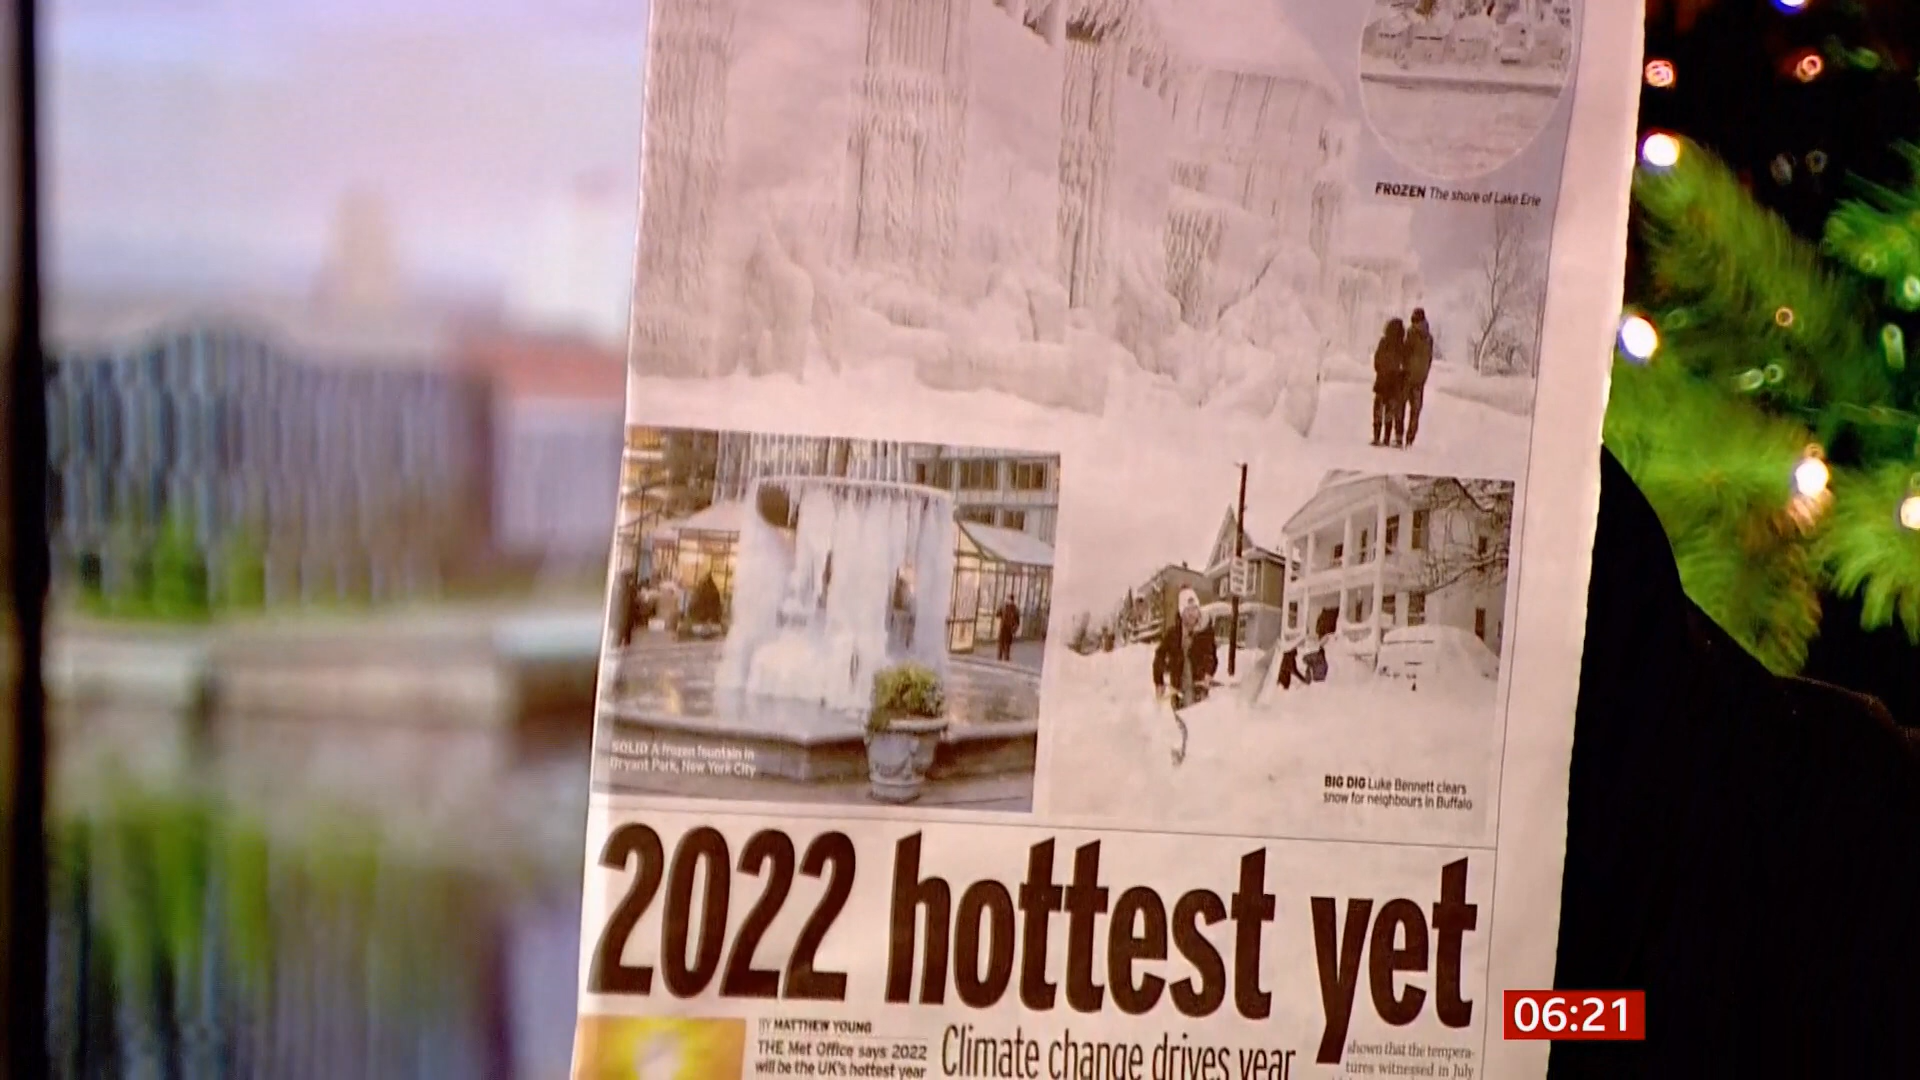 FROZEN The shore of Lake Erie
SOLID A frozen fountain in
Bryant Park, New York City
BIG DIG Luke Bennett clears
snow for neighbours in Buffalo
2022 hottest yet
BY MATTHEW YOUNG
THE Met Office says 2022
will be the UK's hottest year
Climate change drives year
shown that the tempera-
tures witnessed in July
06:21